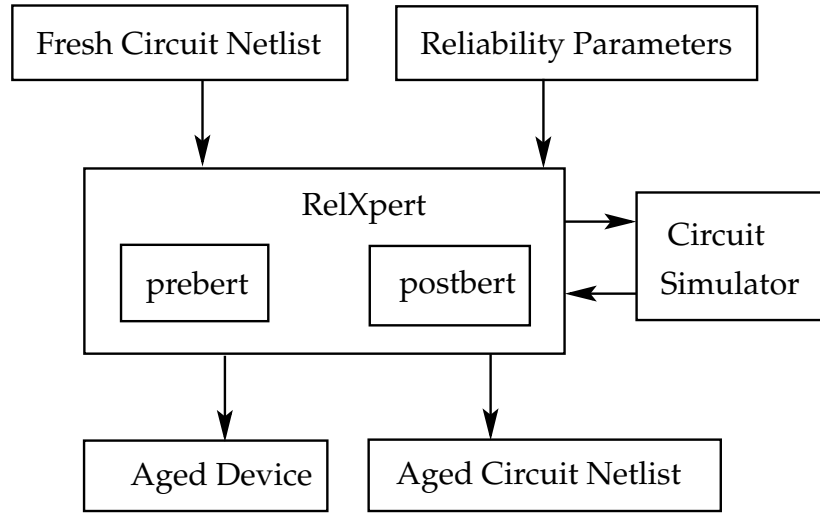 Fresh Circuit Netlist
Reliability Parameters
RelXpert
prebert
postbert
Circuit
Simulator
Aged Device
Aged Circuit Netlist